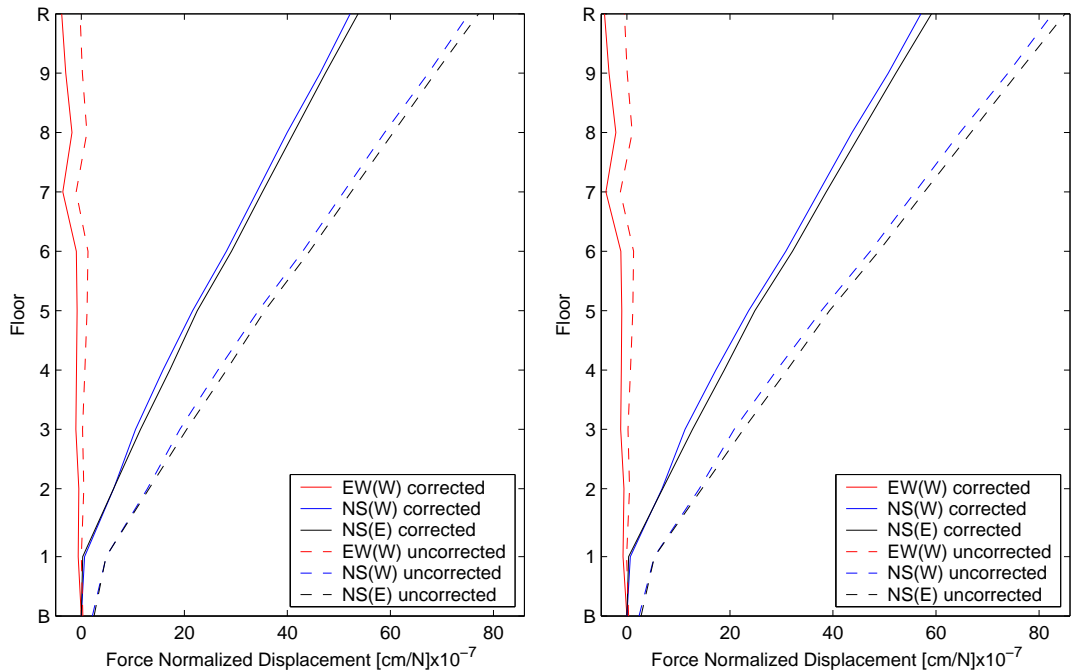 R
9
8
7
6
5
4
3
2
1
B
Floor
0 20 40 60 80
Force Normalized Displacement [cm/N]x10⁻⁷
EW(W) corrected
NS(W) corrected
NS(E) corrected
EW(W) uncorrected
NS(W) uncorrected
NS(E) uncorrected
R
9
8
7
6
5
4
3
2
1
B
Floor
0 20 40 60 80
Force Normalized Displacement [cm/N]x10⁻⁷
EW(W) corrected
NS(W) corrected
NS(E) corrected
EW(W) uncorrected
NS(W) uncorrected
NS(E) uncorrected